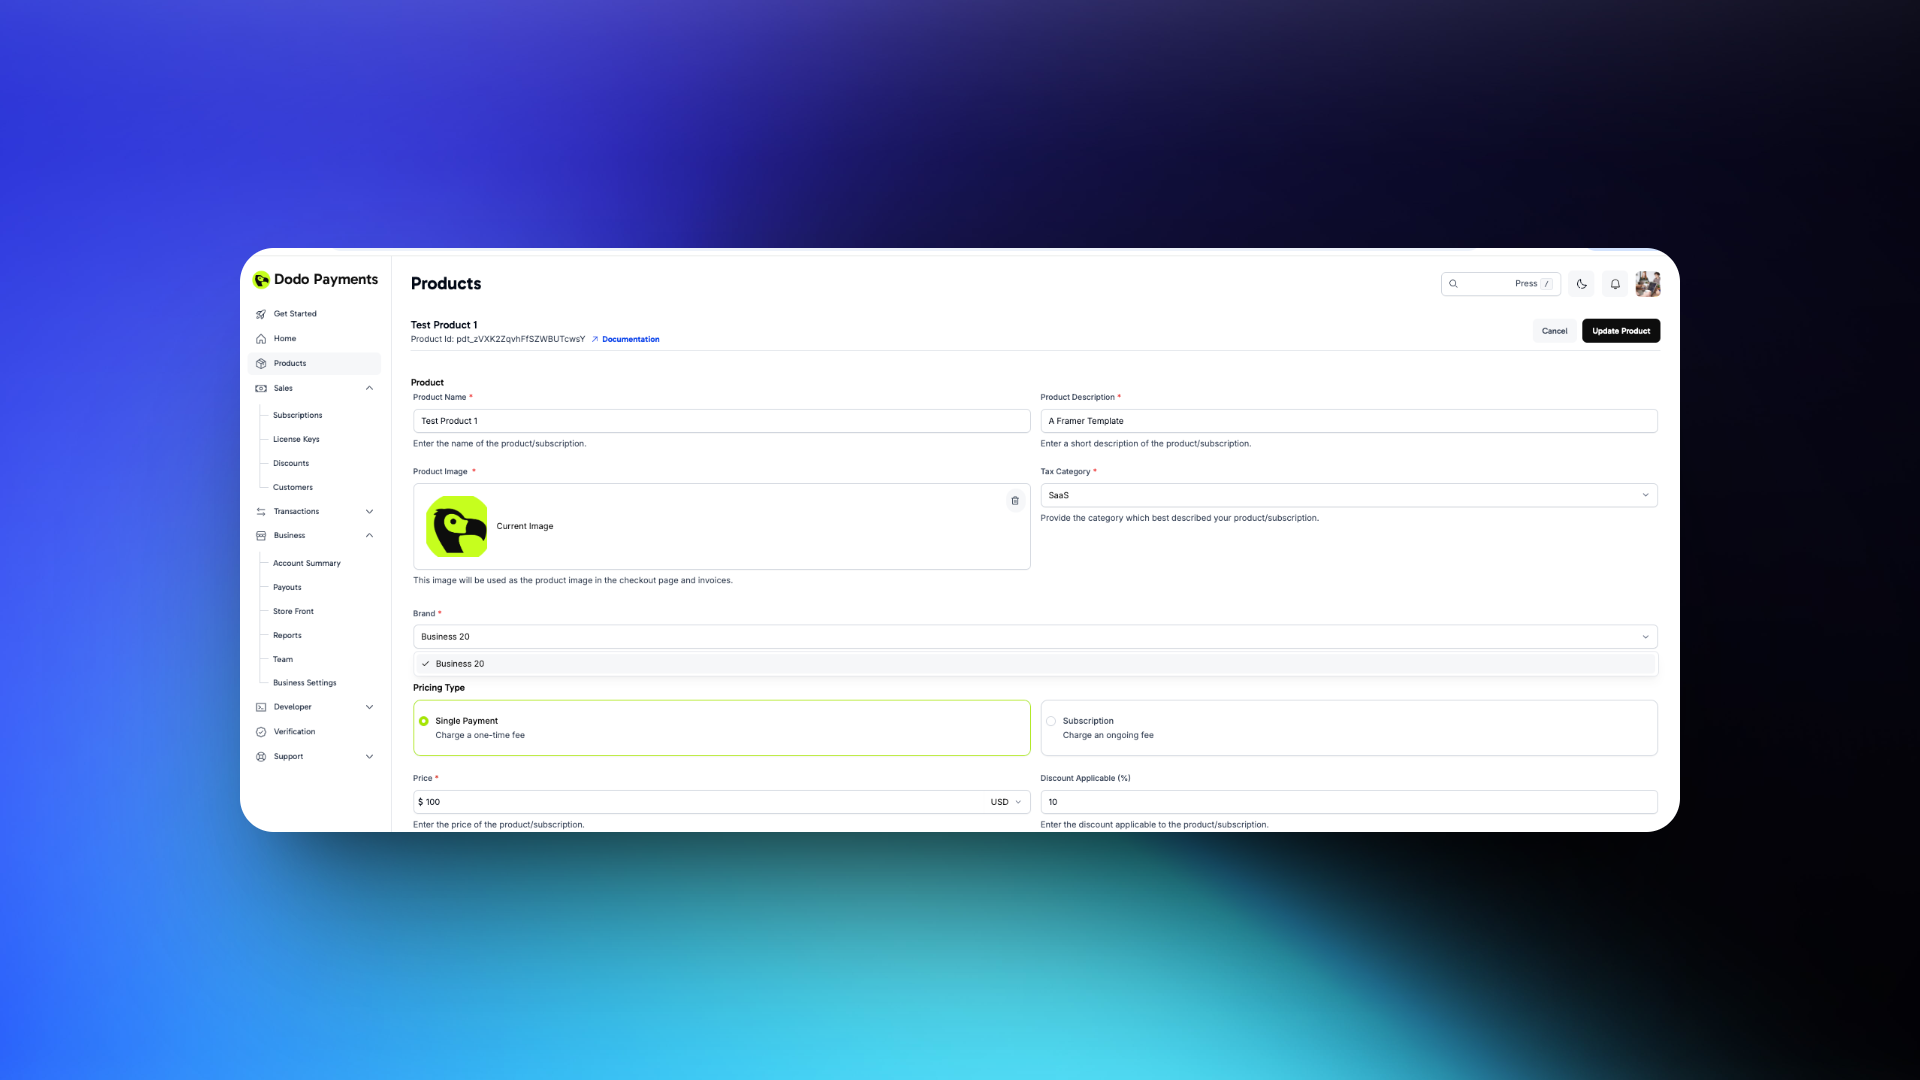 Dodo Payments
Get Started
Home
Products
Sales
Subscriptions
License Keys
Discounts
Customers
Transactions
Business
Account Summary
Payouts
Store Front
Reports
Team
Business Settings
Developer
Verification
Support
Products
Press /
Test Product 1
Product Id: pdt_zVXK2ZqvhFfSZWBUTcwsY Documentation
Cancel
Update Product
Product
Product Name *
Test Product 1
Enter the name of the product/subscription.
Product Description *
A Framer Template
Enter a short description of the product/subscription.
Product Image *
Current Image
This image will be used as the product image in the checkout page and invoices.
Tax Category *
SaaS
Provide the category which best described your product/subscription.
Brand *
Business 20
Business 20
Pricing Type
Single Payment
Charge a one-time fee
Subscription
Charge an ongoing fee
Price *
$ 100 USD
Enter the price of the product/subscription.
Discount Applicable (%)
10
Enter the discount applicable to the product/subscription.